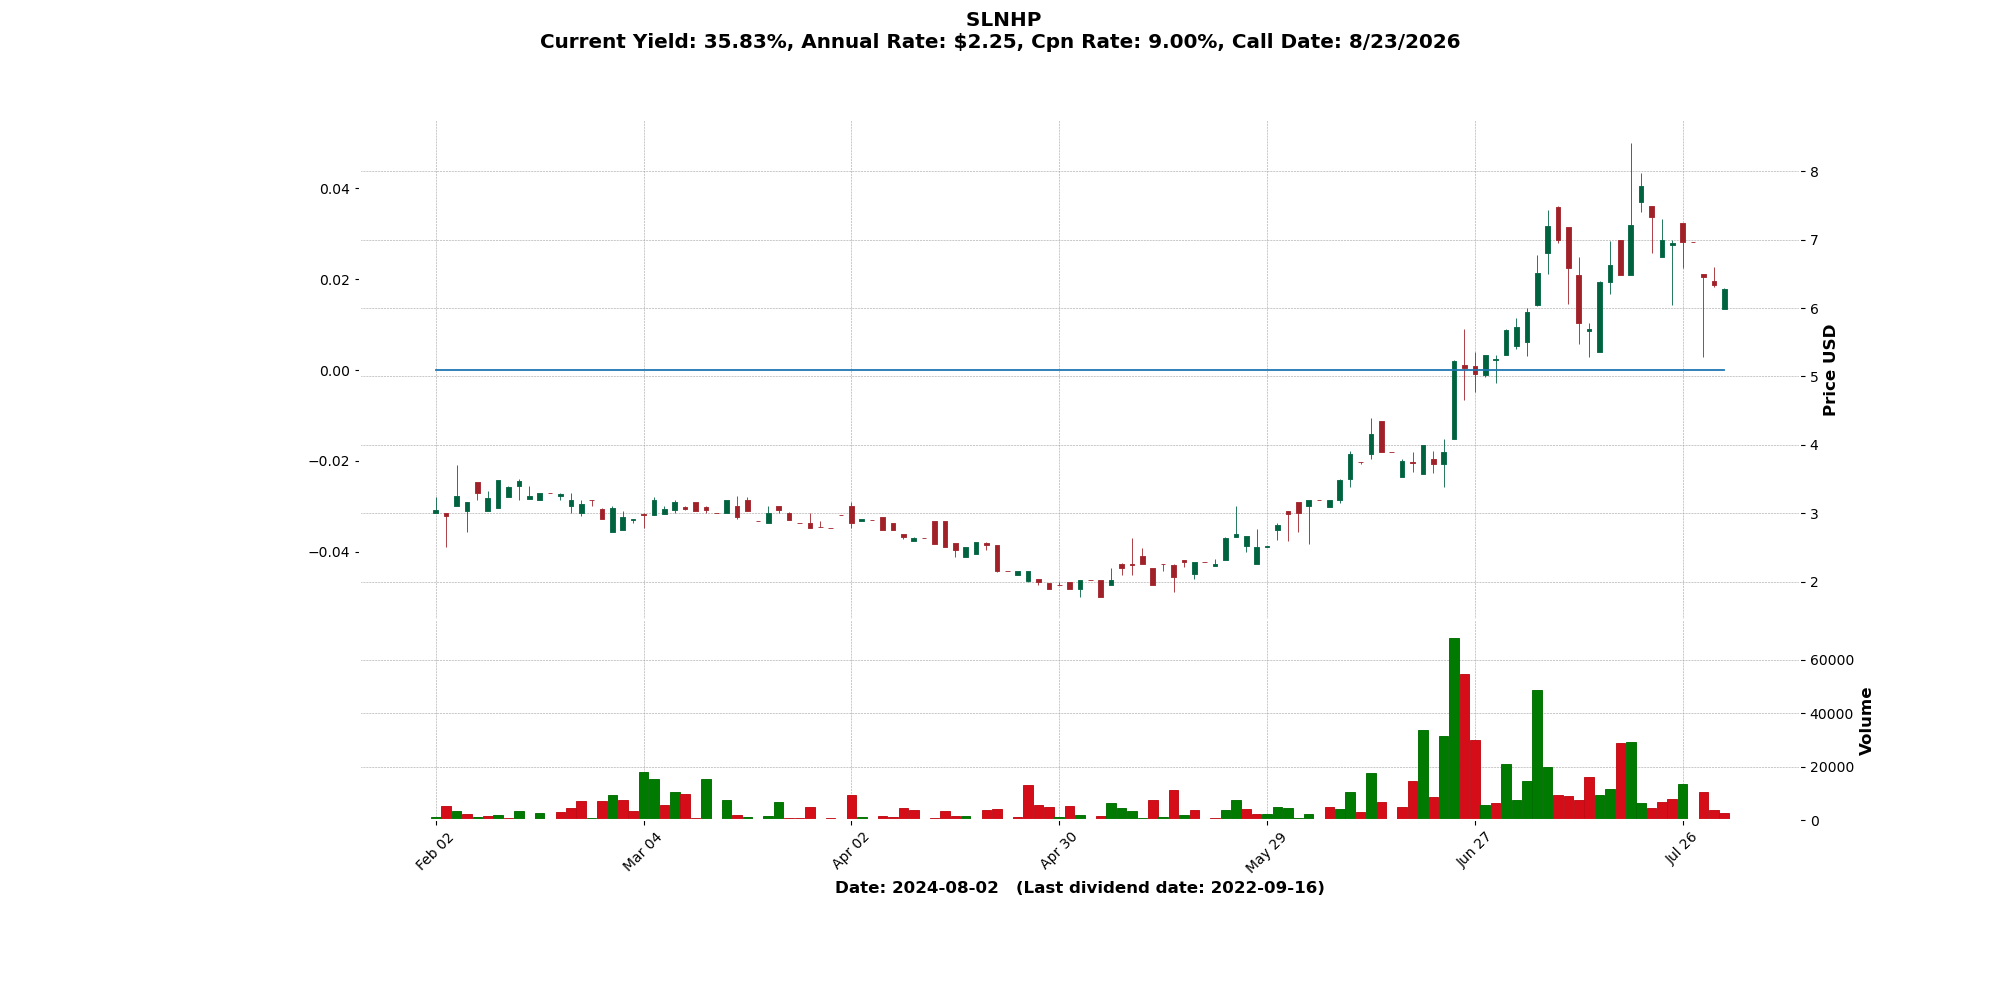 SLNHP
Current Yield: 35.83%, Annual Rate: $2.25, Cpn Rate: 9.00%, Call Date: 8/23/2026
0.04
0.02
0.00
−0.02
−0.04
8
7
6
5
4
3
2
Price USD
60000
40000
20000
0
Volume
Feb 02
Mar 04
Apr 02
Apr 30
May 29
Jun 27
Jul 26
Date: 2024-08-02   (Last dividend date: 2022-09-16)